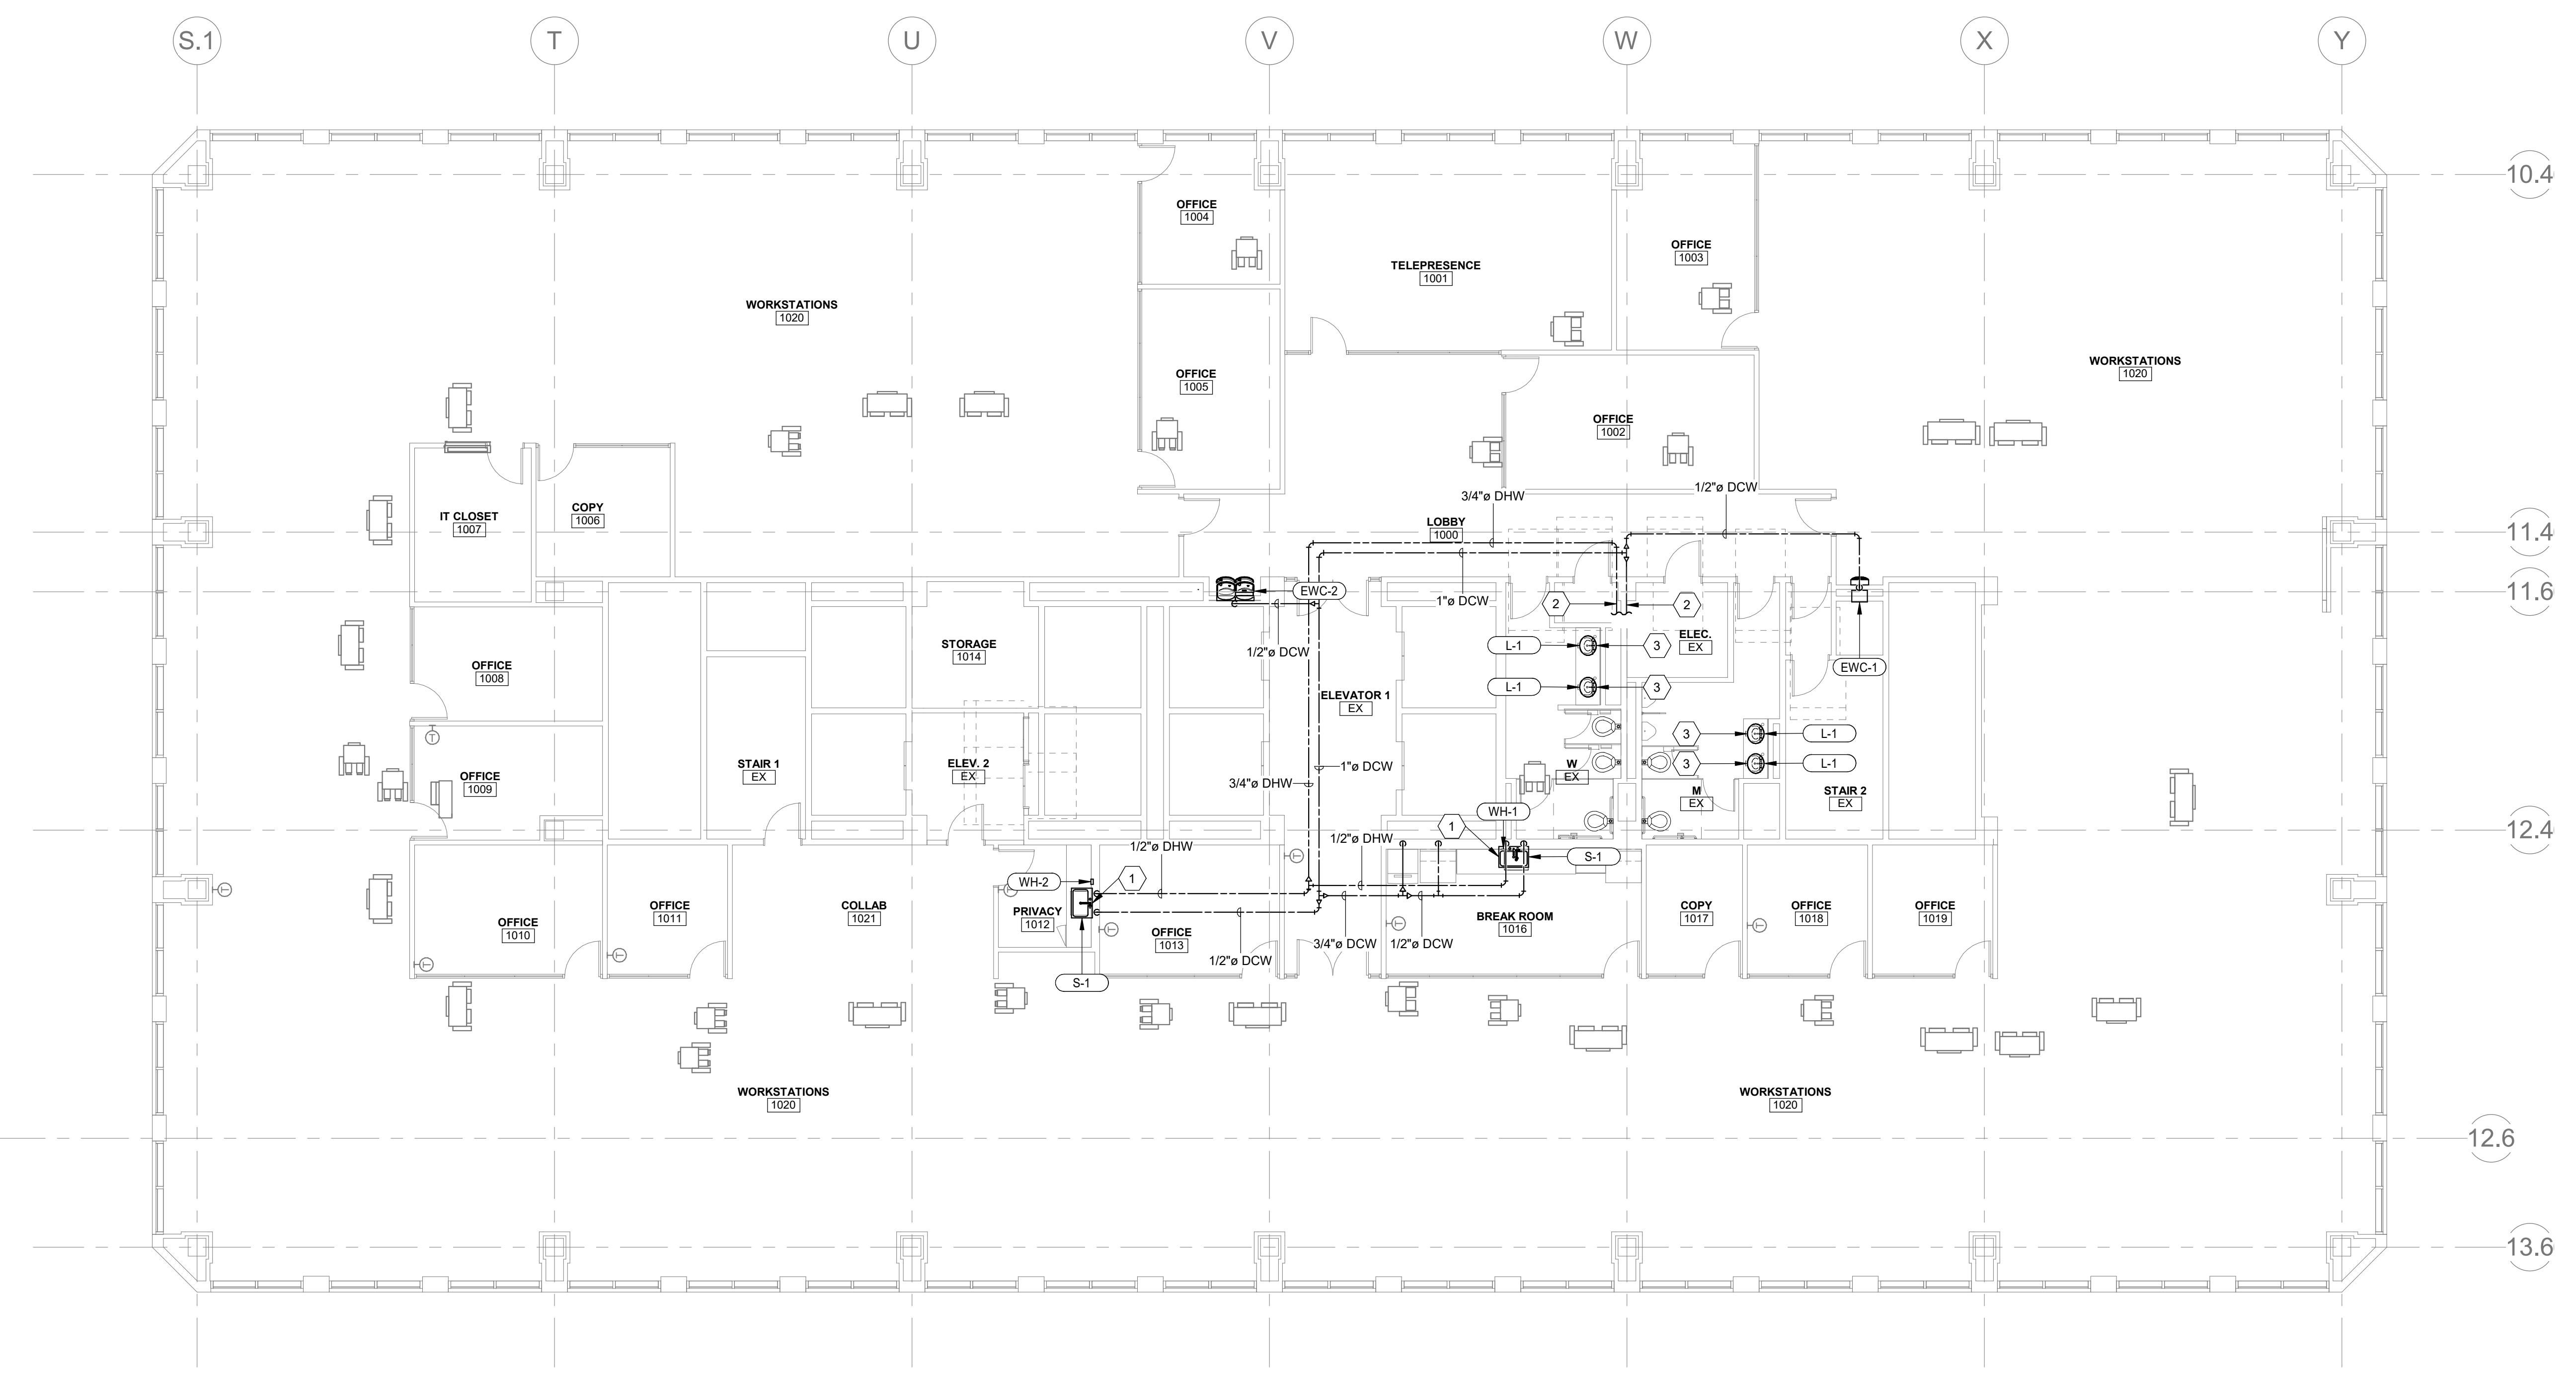 S.1
T
U
V
W
X
Y
10.4
OFFICE
1004
OFFICE
1003
TELEPRESENCE
1001
WORKSTATIONS
1020
WORKSTATIONS
1020
OFFICE
1005
OFFICE
1002
1/2"ø DCW
3/4"ø DHW
COPY
1006
IT CLOSET
1007
LOBBY
1000
11.4
EWC-2
11.6
1"ø DCW
2
2
ELEC.
EX
L-1
3
STORAGE
1014
1/2"ø DCW
OFFICE
1008
EWC-1
L-1
3
ELEVATOR 1
EX
T
3
L-1
STAIR 1
EX
ELEV. 2
EX
1"ø DCW
W
EX
3
L-1
OFFICE
1009
3/4"ø DHW
M
EX
STAIR 2
EX
WH-1
1
12.4
1/2"ø DHW
1/2"ø DHW
T
S-1
WH-2
1
T
T
OFFICE
1011
COLLAB
1021
PRIVACY
1012
OFFICE
1010
OFFICE
1013
BREAK ROOM
1016
COPY
1017
OFFICE
1018
OFFICE
1019
T
T
T
3/4"ø DCW
1/2"ø DCW
T
T
1/2"ø DCW
S-1
WORKSTATIONS
1020
WORKSTATIONS
1020
12.6
13.6